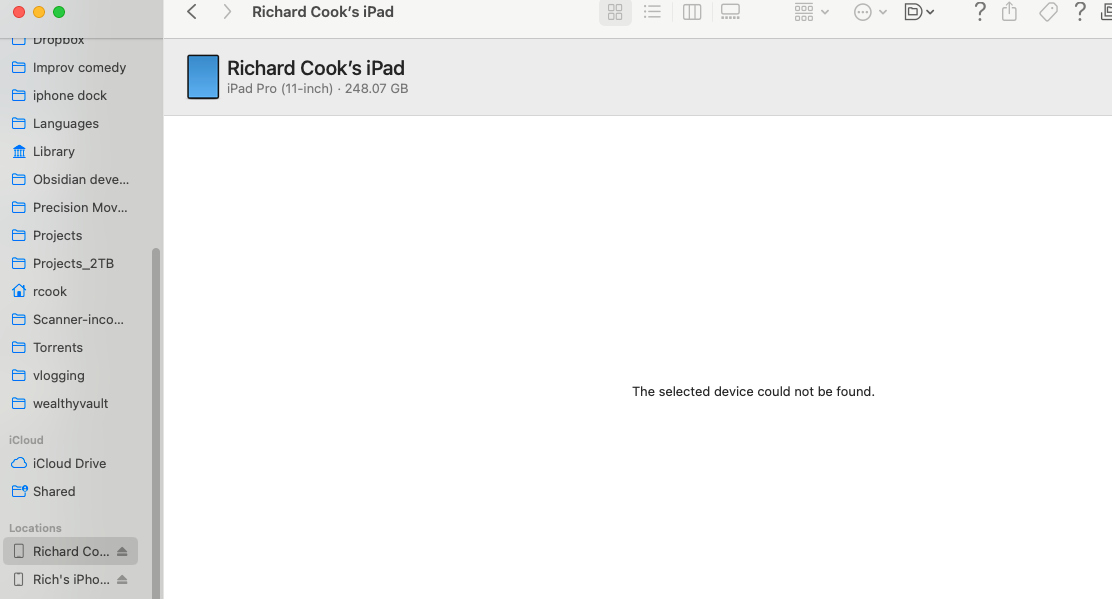 Richard Cook’s iPad
?
?
Dropbox
Improv comedy
iphone dock
Languages
Library
Obsidian deve...
Precision Mov...
Projects
Projects_2TB
rcook
Scanner-inco...
Torrents
vlogging
wealthyvault
iCloud
iCloud Drive
Shared
Locations
Richard Co...
Rich's iPho...
Richard Cook’s iPad
iPad Pro (11-inch) · 248.07 GB
The selected device could not be found.